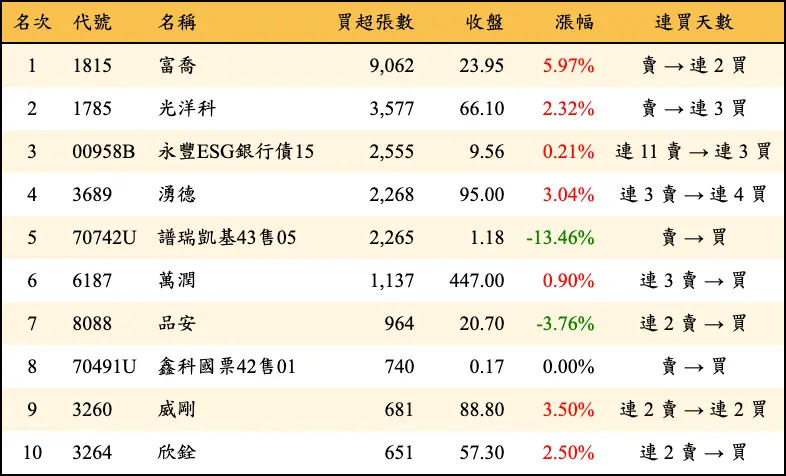 名次 代號 名稱 買超張數 收盤 漲幅 連買天數
1 1815 富喬 9,062 23.95 5.97% 賣 → 連 2 買
2 1785 光洋科 3,577 66.10 2.32% 賣 → 連 3 買
3 00958B 永豐ESG銀行債15 2,555 9.56 0.21% 連 11 賣 → 連 3 買
4 3689 湧德 2,268 95.00 3.04% 連 3 賣 → 連 4 買
5 70742U 譜瑞凱基43售05 2,265 1.18 -13.46% 賣 → 買
6 6187 萬潤 1,137 447.00 0.90% 連 3 賣 → 買
7 8088 品安 964 20.70 -3.76% 連 2 賣 → 買
8 70491U 鑫科國票42售01 740 0.17 0.00% 賣 → 買
9 3260 威剛 681 88.80 3.50% 連 2 賣 → 連 2 買
10 3264 欣銓 651 57.30 2.50% 連 2 賣 → 買